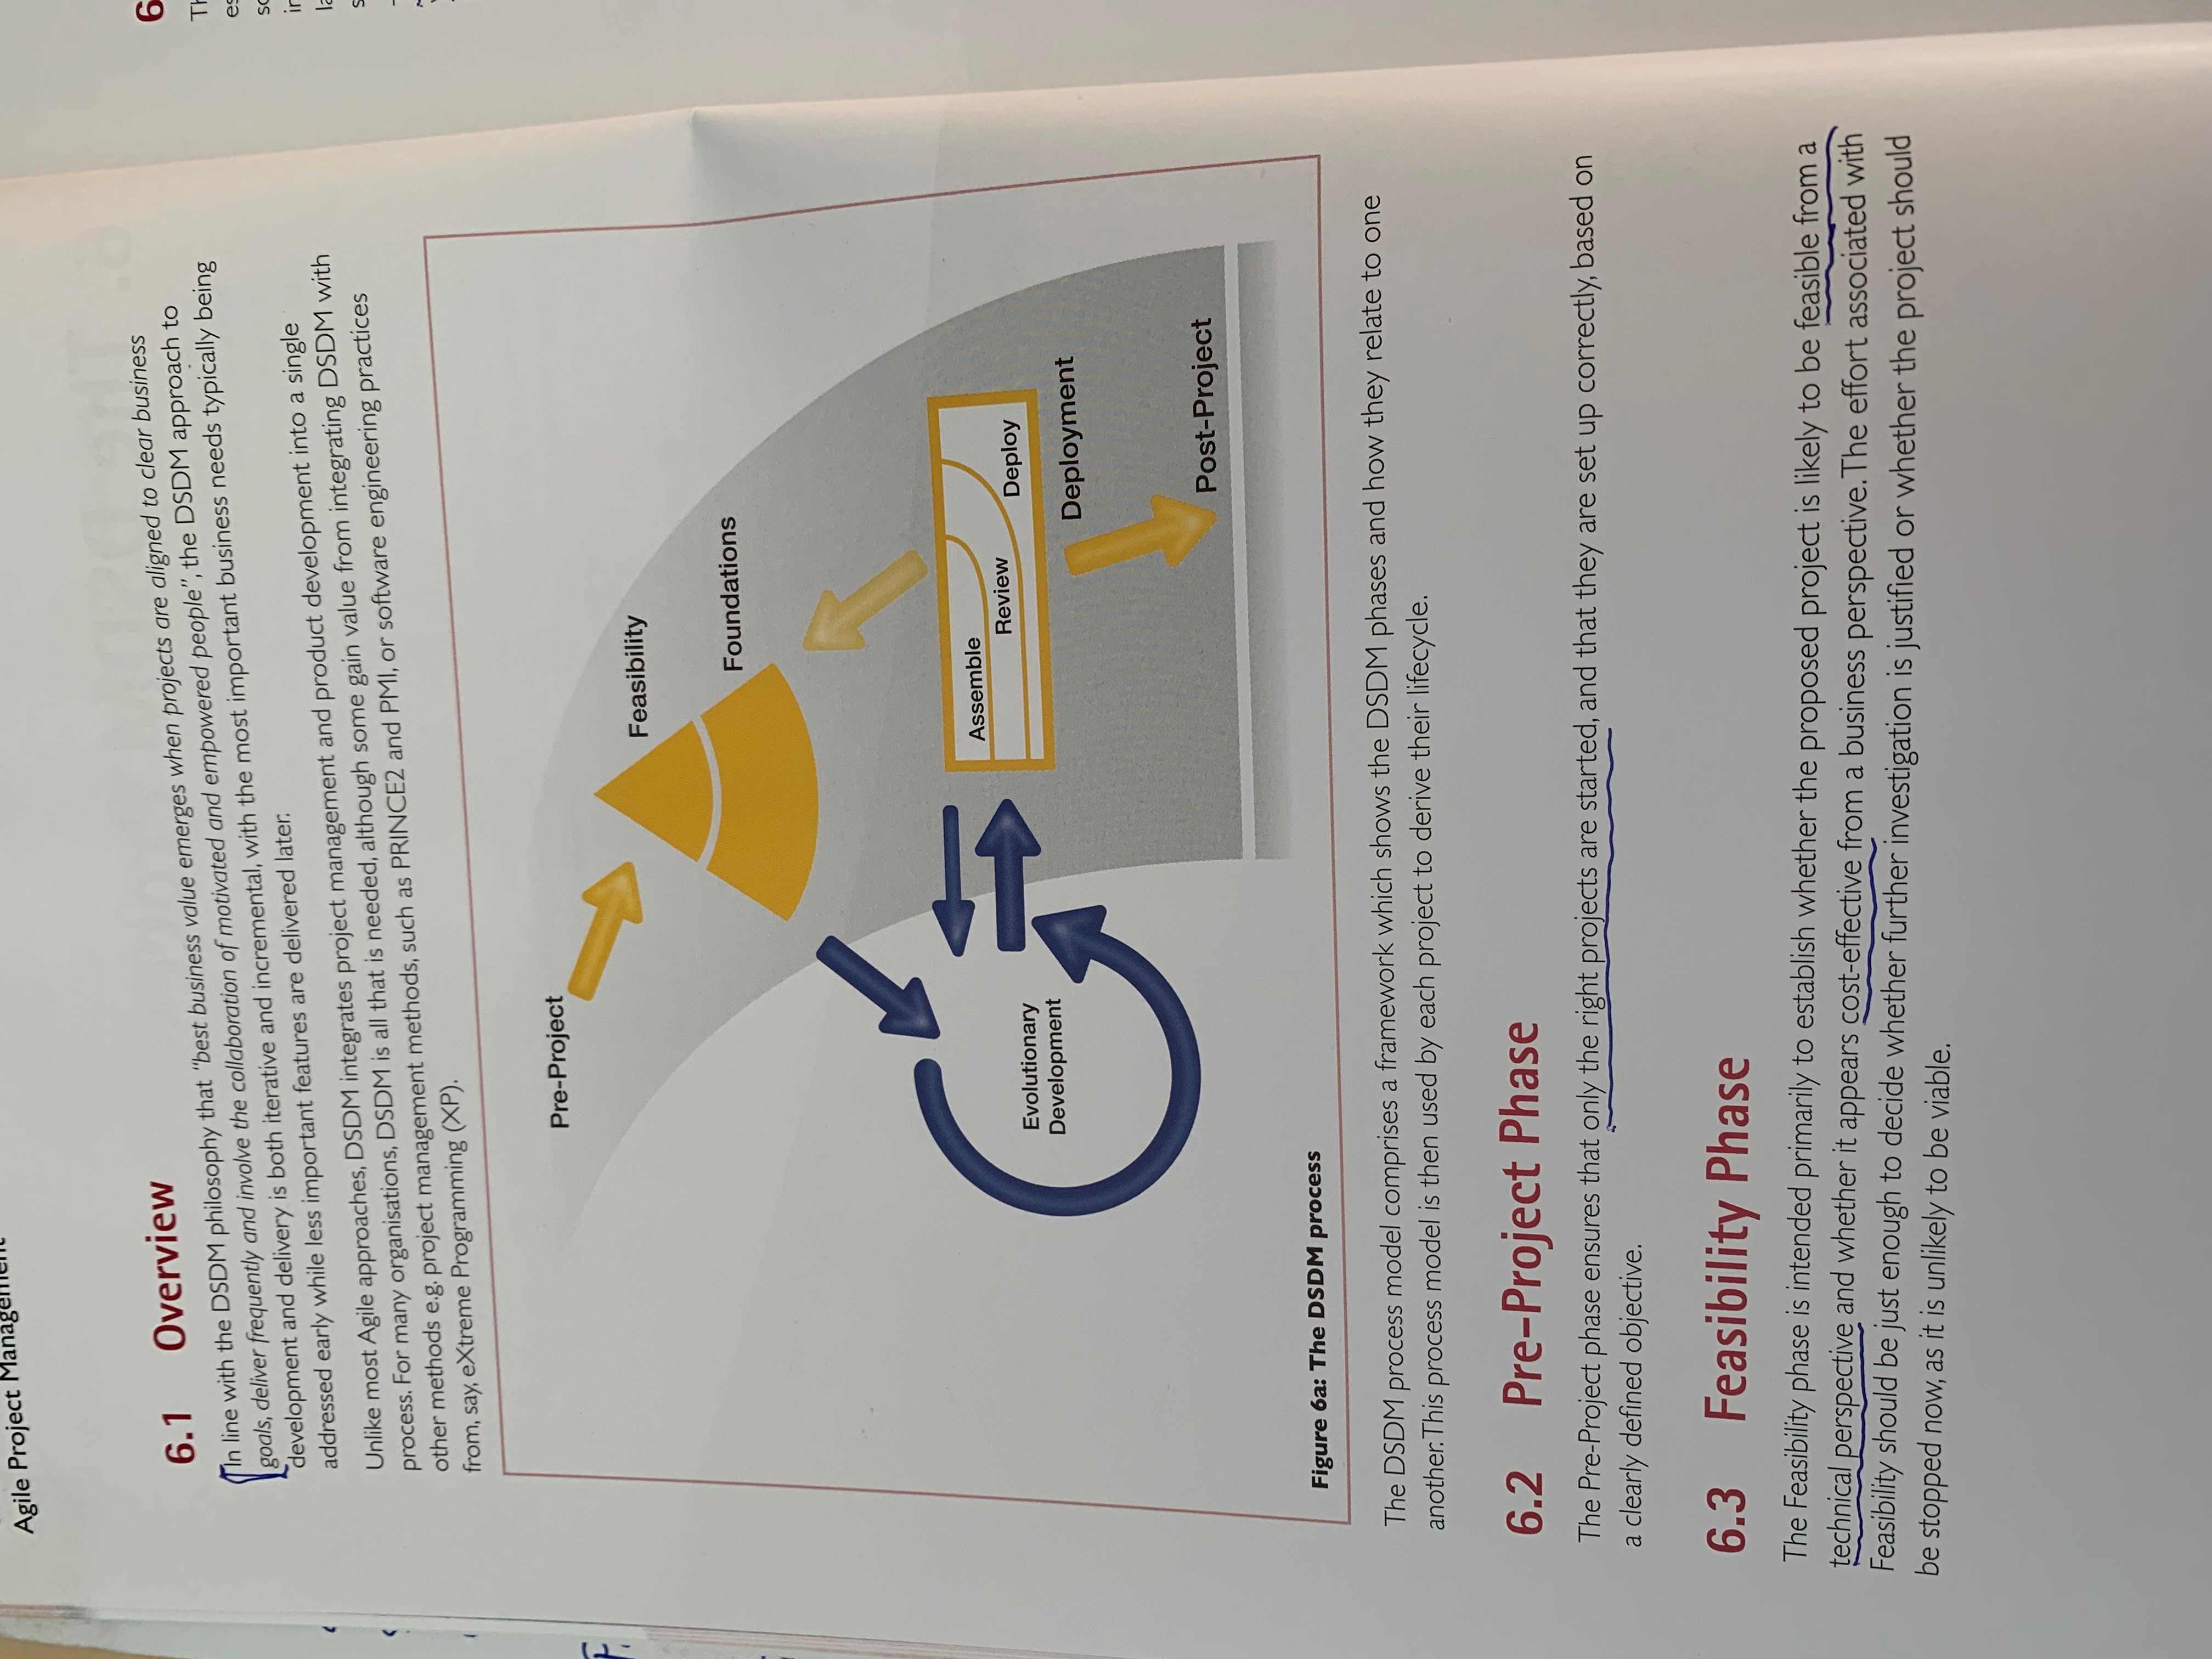 Agile Project Management
6.1 Overview
In line with the DSDM philosophy that “best business value emerges when projects are aligned to clear business
goals, deliver frequently and involve the collaboration of motivated and empowered people”, the DSDM approach to
development and delivery is both iterative and incremental, with the most important business needs typically being
addressed early while less important features are delivered later.
Unlike most Agile approaches, DSDM integrates project management and product development into a single
process. For many organisations, DSDM is all that is needed, although some gain value from integrating DSDM with
other methods e.g. project management methods, such as PRINCE2 and PMI, or software engineering practices
from, say, eXtreme Programming (XP).
Pre-Project
Feasibility
Foundations
Assemble
Review
Deploy
Evolutionary
Development
Deployment
Post-Project
Figure 6a: The DSDM process
The DSDM process model comprises a framework which shows the DSDM phases and how they relate to one
another. This process model is then used by each project to derive their lifecycle.
6.2 Pre-Project Phase
The Pre-Project phase ensures that only the right projects are started, and that they are set up correctly, based on
a clearly defined objective.
6.3 Feasibility Phase
The Feasibility phase is intended primarily to establish whether the proposed project is likely to be feasible from a
technical perspective and whether it appears cost-effective from a business perspective. The effort associated with
Feasibility should be just enough to decide whether further investigation is justified or whether the project should
be stopped now, as it is unlikely to be viable.